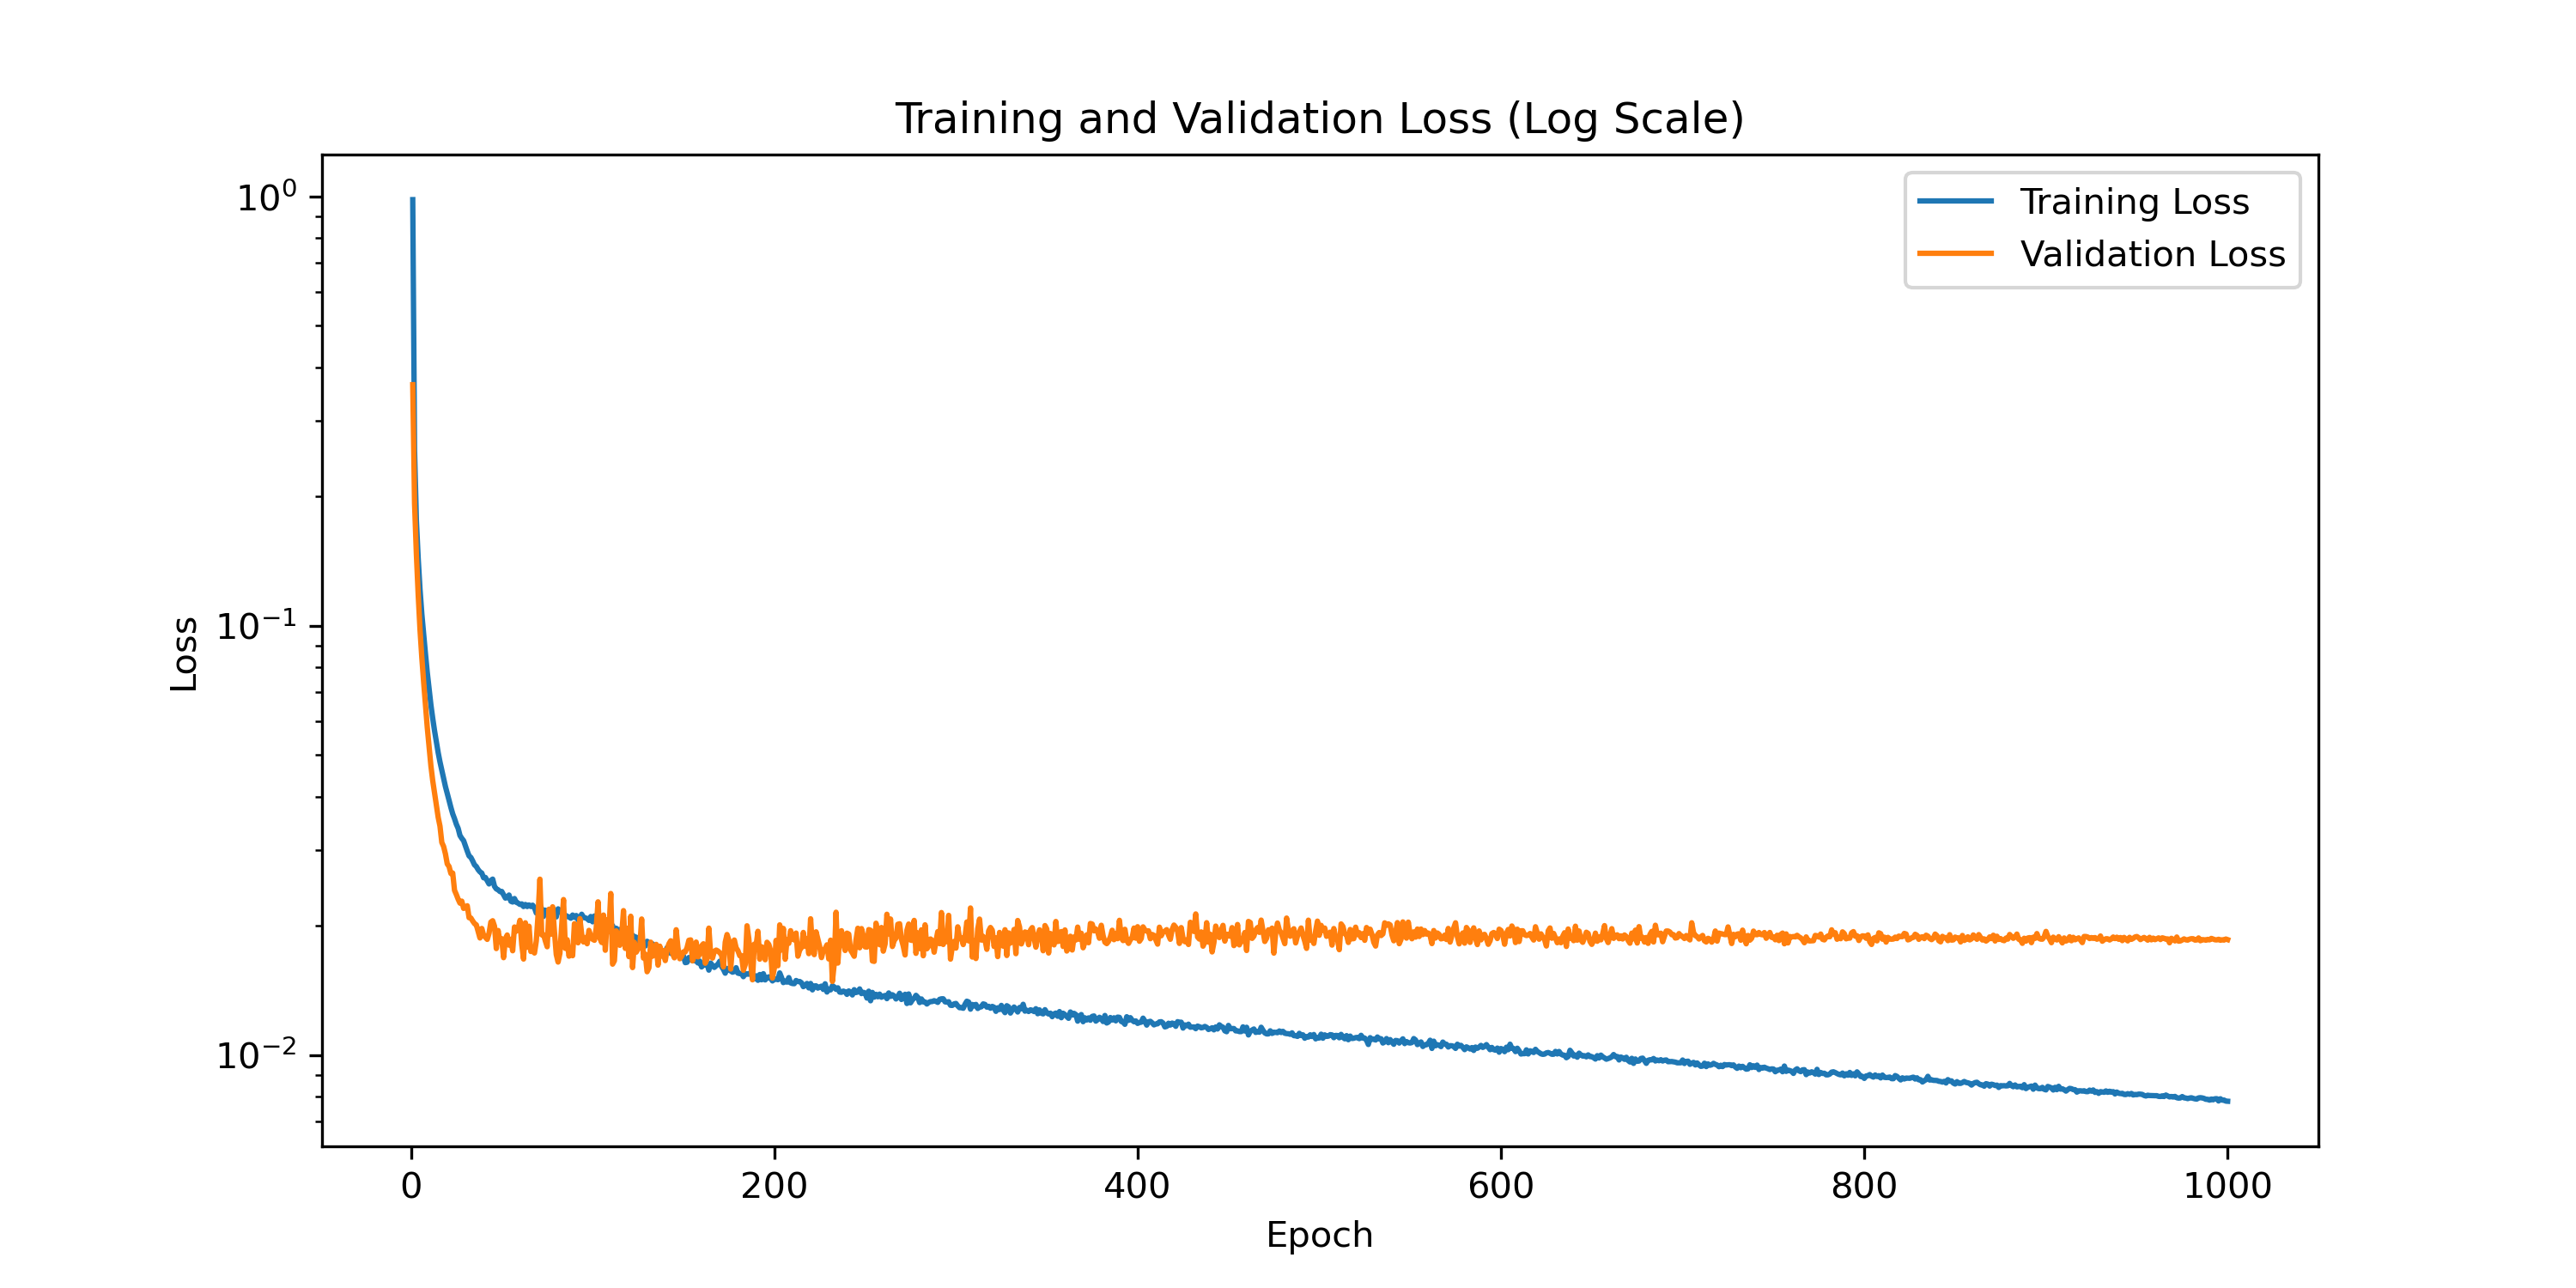 Training and Validation Loss (Log Scale)
Training Loss
Validation Loss
10⁰
10⁻¹
10⁻²
Loss
0 200 400 600 800 1000
Epoch